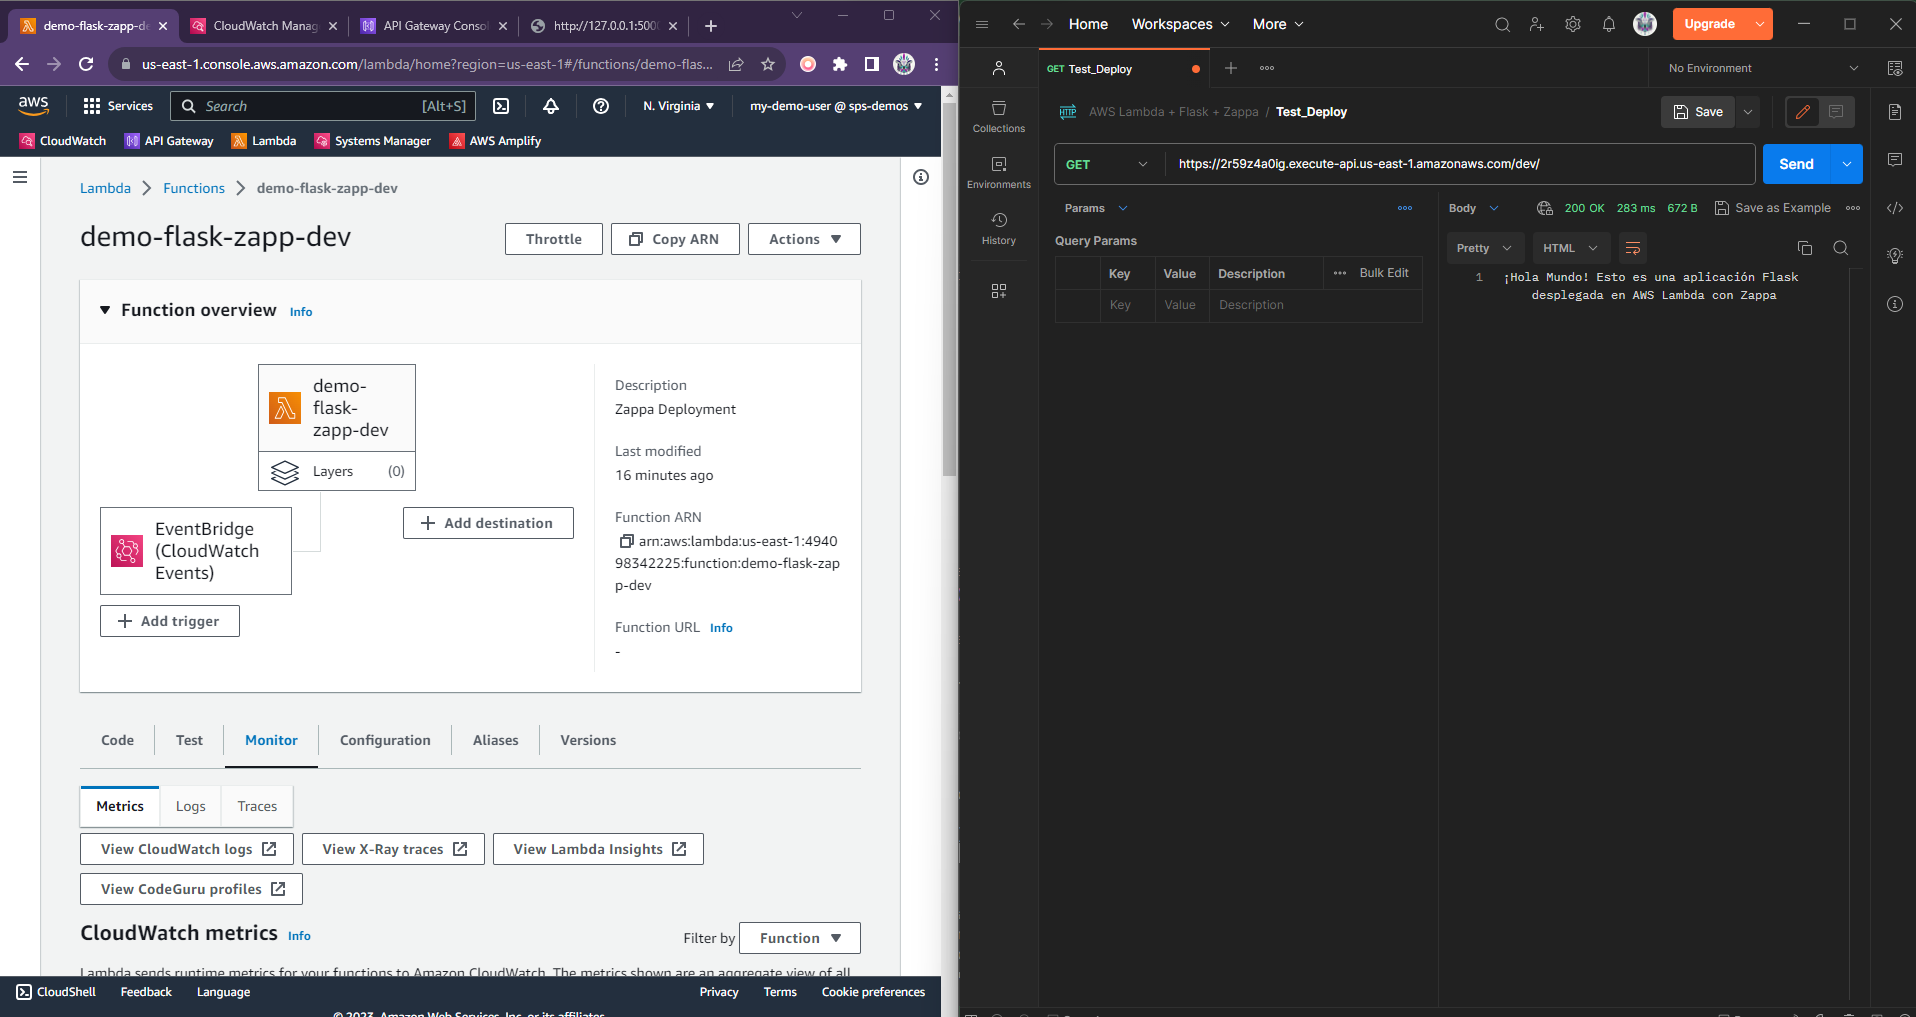 demo-flask-zapp-de
CloudWatch Manag
API Gateway Consol
http://127.0.0.1:500
us-east-1.console.aws.amazon.com/lambda/home?region=us-east-1#/functions/demo-flas...
aws
Services
Search
[Alt+S]
N. Virginia
my-demo-user @ sps-demos
CloudWatch
API Gateway
Lambda
Systems Manager
AWS Amplify
Lambda
Functions
demo-flask-zapp-dev
demo-flask-zapp-dev
Throttle
Copy ARN
Actions
Function overview
Info
demo-
flask-
zapp-dev
Layers
(0)
EventBridge
(CloudWatch
Events)
Add trigger
Add destination
Description
Zappa Deployment
Last modified
16 minutes ago
Function ARN
arn:aws:lambda:us-east-1:4940
98342225:function:demo-flask-zap
p-dev
Function URL
Info
-
Code
Test
Monitor
Configuration
Aliases
Versions
Metrics
Logs
Traces
View CloudWatch logs
View X-Ray traces
View Lambda Insights
View CodeGuru profiles
CloudWatch metrics
Info
Filter by
Function
Lambda sends runtime metrics for your functions to Amazon CloudWatch. The metrics shown are an aggregate view of all
CloudShell
Feedback
Language
Privacy
Terms
Cookie preferences
© 2023, Amazon Web Services, Inc. or its affiliates.
Home
Workspaces
More
Upgrade
GET Test_Deploy
No Environment
Collections
Environments
History
HTTP
AWS Lambda + Flask + Zappa / Test_Deploy
Save
GET
https://2r59z4a0ig.execute-api.us-east-1.amazonaws.com/dev/
Send
Params
Query Params
Key
Value
Description
Bulk Edit
Key
Value
Description
Body
200 OK
283 ms
672 B
Save as Example
Pretty
HTML
1
¡Hola Mundo! Esto es una aplicación Flask
desplegada en AWS Lambda con Zappa